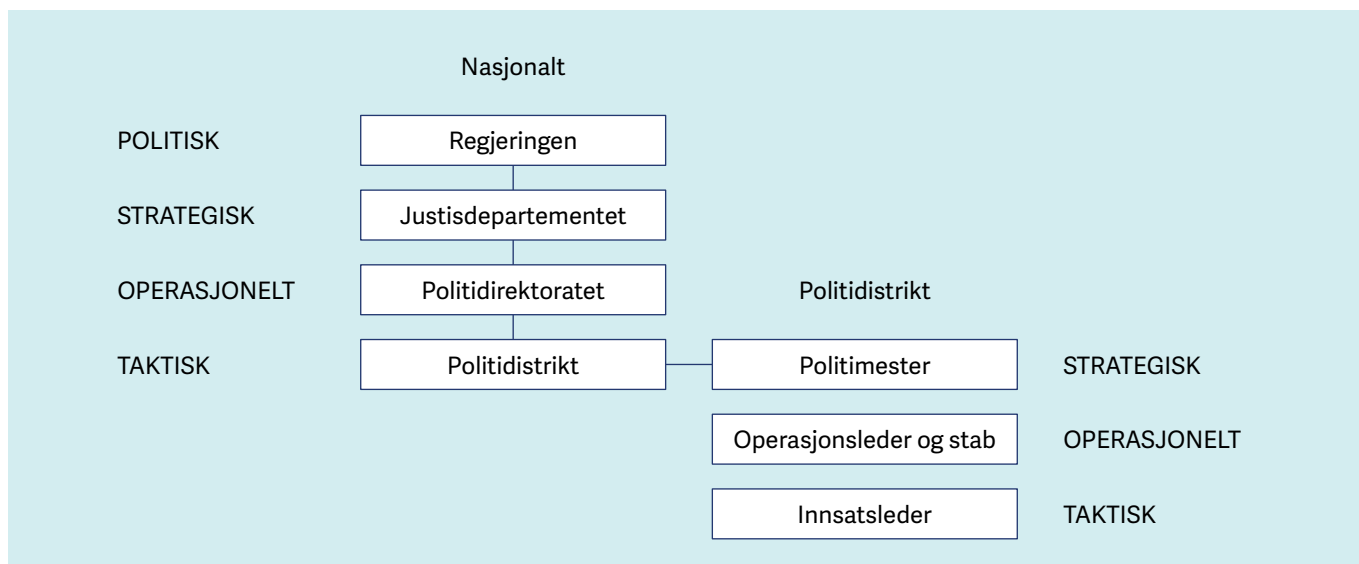 Nasjonalt
POLITISK
Regjeringen
STRATEGISK
Justisdepartementet
OPERASJONELT
Politidirektoratet
Politidistrikt
TAKTISK
Politidistrikt
Politimester
STRATEGISK
Operasjonsleder og stab
OPERASJONELT
Innsatsleder
TAKTISK